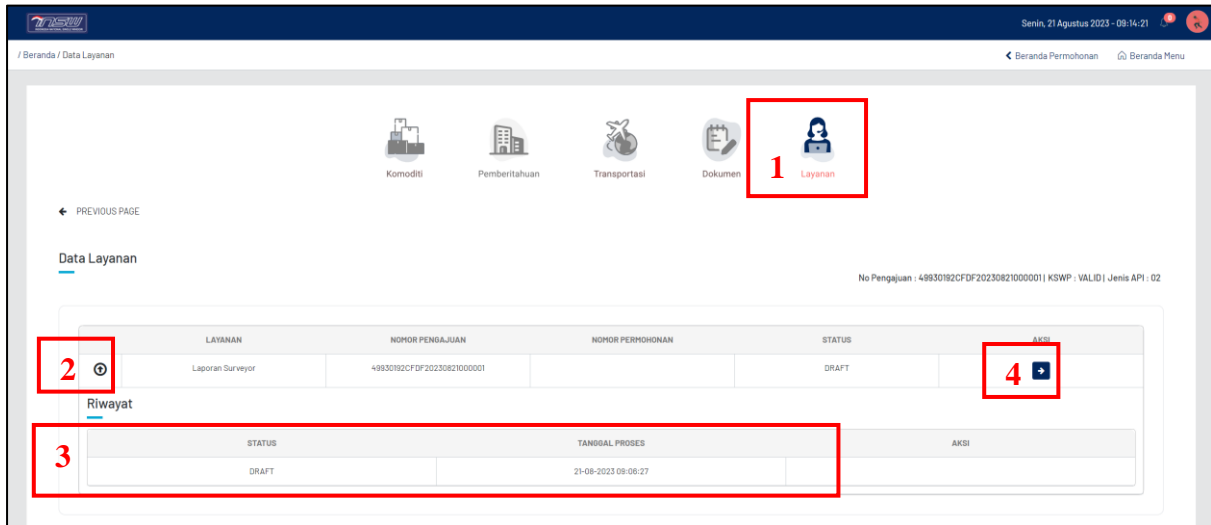 INSW
Senin, 21 Agustus 2023 - 09:14:21
/ Beranda / Data Layanan
Beranda Permohonan
Beranda Menu
1
Komoditi
Pemberitahuan
Transportasi
Dokumen
Layanan
PREVIOUS PAGE
Data Layanan
No Pengajuan : 49930192CFDF20230821000001 | KSWP : VALID | Jenis API : 02
LAYANAN NOMOR PENGAJUAN NOMOR PERMOHONAN STATUS AKSI
2 Laporan Surveyor 49930192CFDF20230821000001 DRAFT 4
Riwayat
3
STATUS TANGGAL PROSES AKSI
DRAFT 21-08-2023 09:06:27